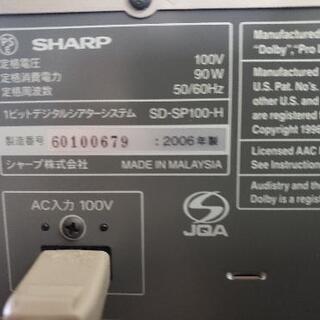 SHARP
定格電圧 100V
定格消費電力 90W
定格周波数 50/60Hz
1ビットデジタルシアターシステム SD-SP100-H
製造番号 60100679 :2006年製
シャープ株式会社 MADE IN MALAYSIA
AC入力 100V
JQA
Manufactured
"Dolby", "Pro L
Manufactured
U.S. Pat. No's
other U.S. and
are registered
Copyright 1996
Licensed AAC
See Instruction
Audistry and the
Dolby is a regis